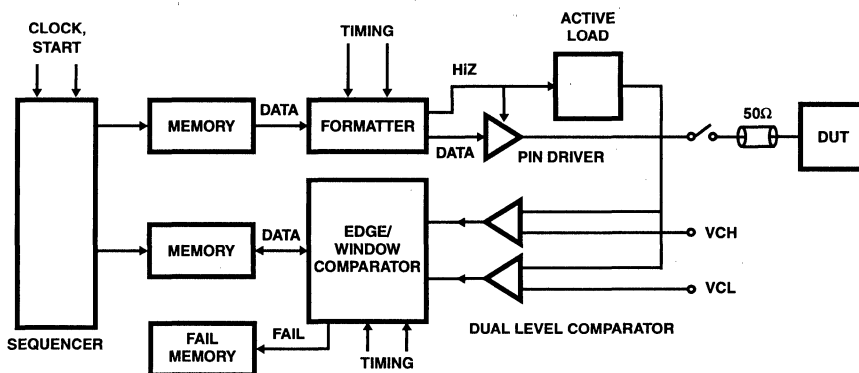 CLOCK,
START
TIMING
ACTIVE
LOAD
HiZ
DATA
MEMORY
FORMATTER
DATA
PIN DRIVER
50Ω
DUT
DATA
MEMORY
EDGE/
WINDOW
COMPARATOR
VCH
VCL
DUAL LEVEL COMPARATOR
SEQUENCER
FAIL
MEMORY
FAIL
TIMING